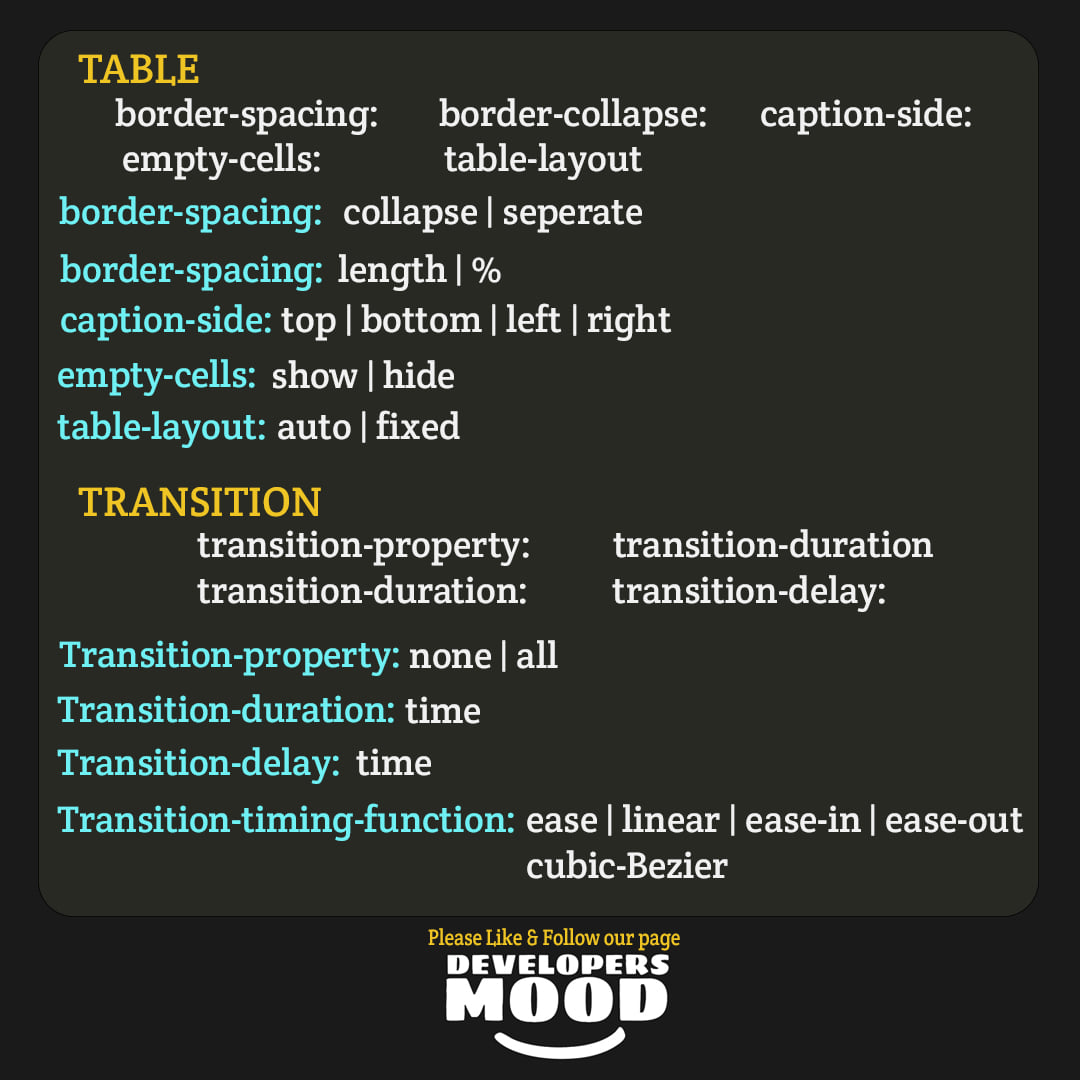 TABLE
border-spacing: border-collapse: caption-side:
empty-cells: table-layout
border-spacing: collapse | seperate
border-spacing: length | %
caption-side: top | bottom | left | right
empty-cells: show | hide
table-layout: auto | fixed
TRANSITION
transition-property: transition-duration
transition-duration: transition-delay:
Transition-property: none | all
Transition-duration: time
Transition-delay: time
Transition-timing-function: ease | linear | ease-in | ease-out
cubic-Bezier
Please Like & Follow our page
DEVELOPERS
MOOD